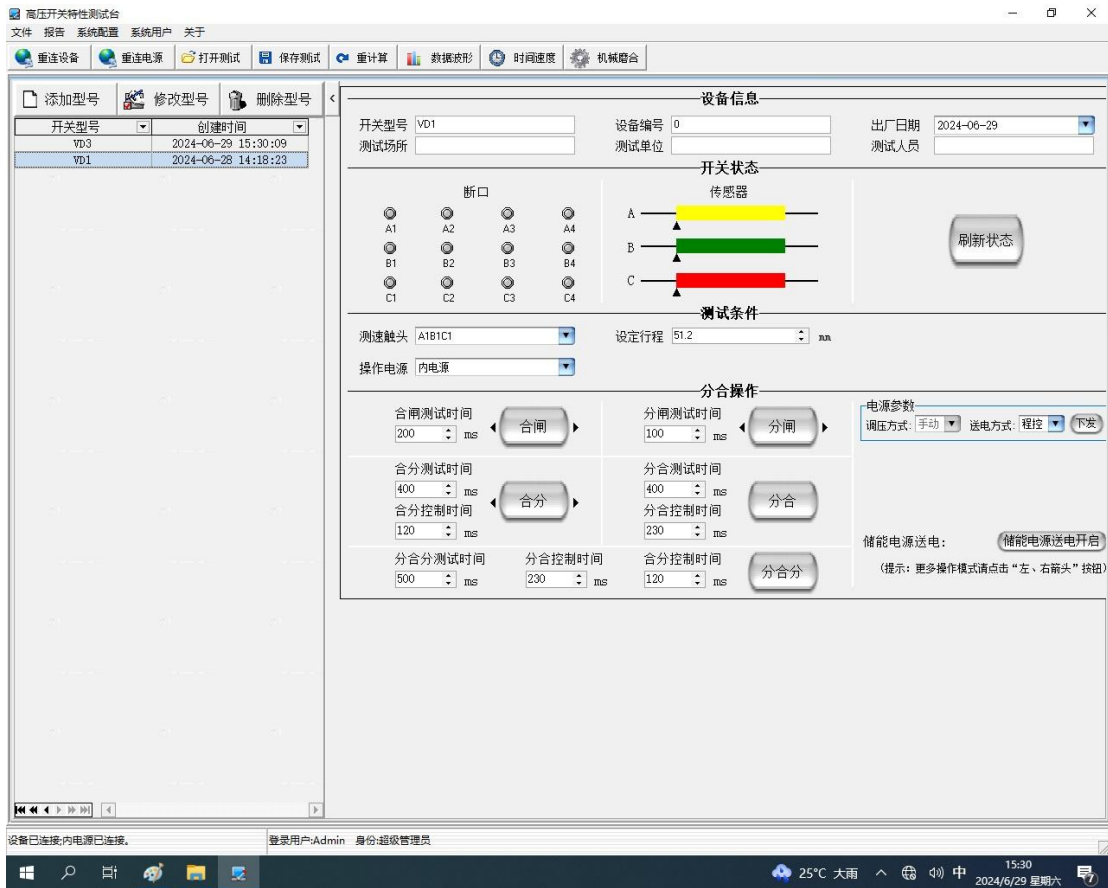 高压开关特性测试台
文件 报告 系统配置 系统用户 关于
重连设备 重连电源 打开测试 保存测试 重计算 数据波形 时间速度 机械磨合
添加型号 修改型号 删除型号 <
开关型号 创建时间
VD3 2024-06-29 15:30:09
VD1 2024-06-28 14:18:23
设备信息
开关型号 VD1 设备编号 0 出厂日期 2024-06-29
测试场所 测试单位 测试人员
开关状态
断口 传感器
A1 A2 A3 A4 A
B1 B2 B3 B4 B
C1 C2 C3 C4 C
刷新状态
测试条件
测速触头 A1B1C1 设定行程 51.2 mm
操作电源 内电源
分合操作
合闸测试时间 分闸测试时间 电源参数
200 ms 合闸 100 ms 分闸 调压方式: 手动 送电方式: 程控 下发
合分测试时间 分合测试时间
400 ms 合分 400 ms 分合
合分控制时间 分合控制时间
120 ms 230 ms
储能电源送电: 储能电源送电开启
分合分测试时间 分合控制时间 合分控制时间
500 ms 230 ms 120 ms 分合分
(提示: 更多操作模式请点击“左、右箭头”按钮)
设备已连接;内电源已连接。 登录用户:Admin 身份:超级管理员
25°C 大雨 中 15:30
2024/6/29 星期六 7